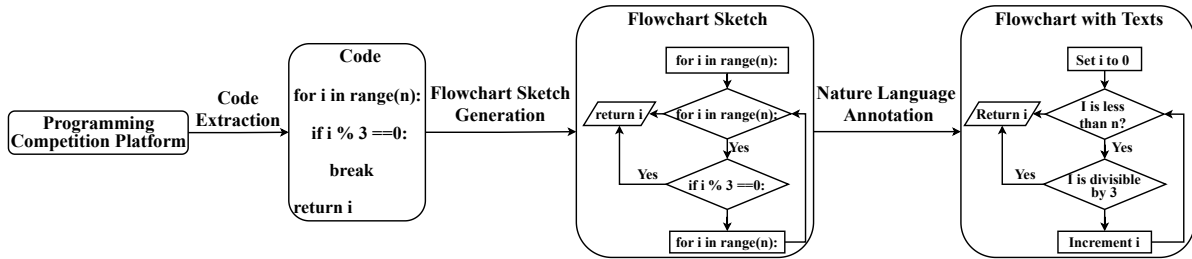 Programming
Competition Platform
Code
Extraction
Code
for i in range(n):
if i % 3 ==0:
break
return i
Flowchart Sketch
Generation
Flowchart Sketch
for i in range(n):
return i
for i in range(n):
Yes
Yes
if i % 3 ==0:
for i in range(n):
Nature Language
Annotation
Flowchart with Texts
Set i to 0
Return i
I is less
than n?
Yes
Yes
I is divisible
by 3
Increment i